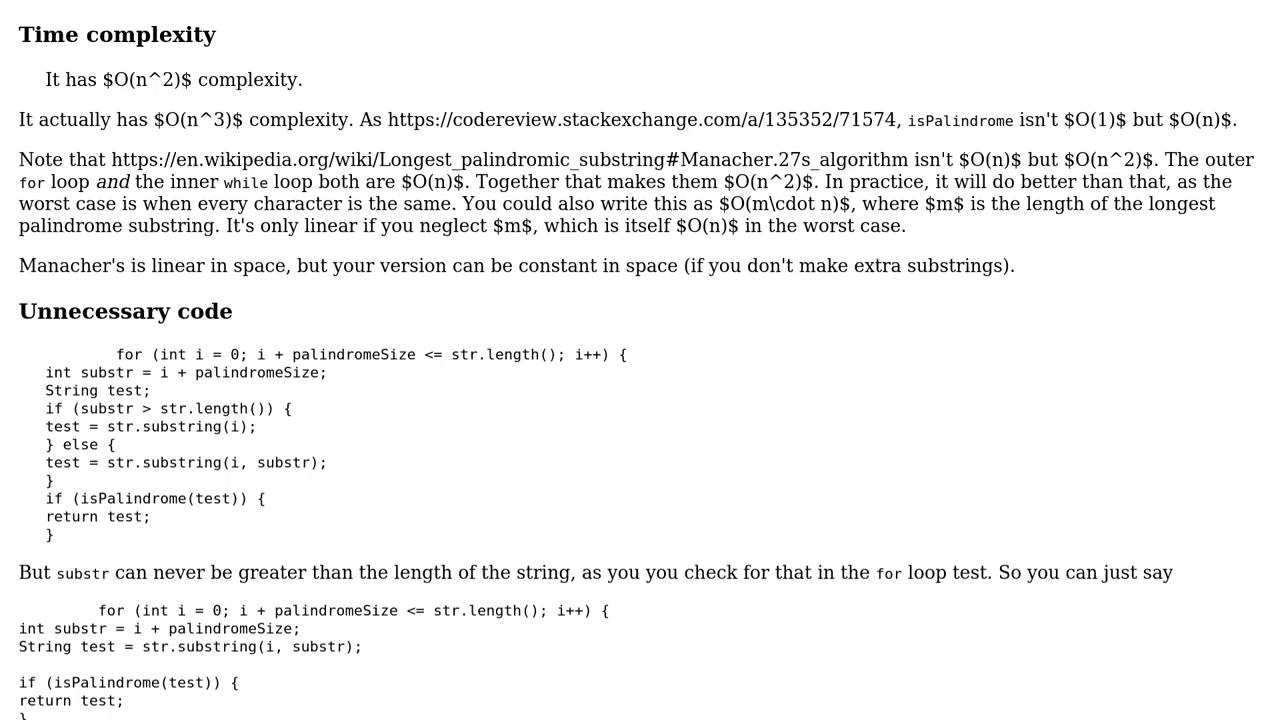 Time complexity
It has $O(n^2)$ complexity.
It actually has $O(n^3)$ complexity. As https://codereview.stackexchange.com/a/135352/71574, isPalindrome isn't $O(1)$ but $O(n)$.
Note that https://en.wikipedia.org/wiki/Longest_palindromic_substring#Manacher.27s_algorithm isn't $O(n)$ but $O(n^2)$. The outer
for loop and the inner while loop both are $O(n)$. Together that makes them $O(n^2)$. In practice, it will do better than that, as the
worst case is when every character is the same. You could also write this as $O(m\cdot n)$, where $m$ is the length of the longest
palindrome substring. It's only linear if you neglect $m$, which is itself $O(n)$ in the worst case.
Manacher's is linear in space, but your version can be constant in space (if you don't make extra substrings).
Unnecessary code
for (int i = 0; i + palindromeSize <= str.length(); i++) {
int substr = i + palindromeSize;
String test;
if (substr > str.length()) {
test = str.substring(i);
} else {
test = str.substring(i, substr);
}
if (isPalindrome(test)) {
return test;
}
But substr can never be greater than the length of the string, as you you check for that in the for loop test. So you can just say
for (int i = 0; i + palindromeSize <= str.length(); i++) {
int substr = i + palindromeSize;
String test = str.substring(i, substr);
if (isPalindrome(test)) {
return test;
}